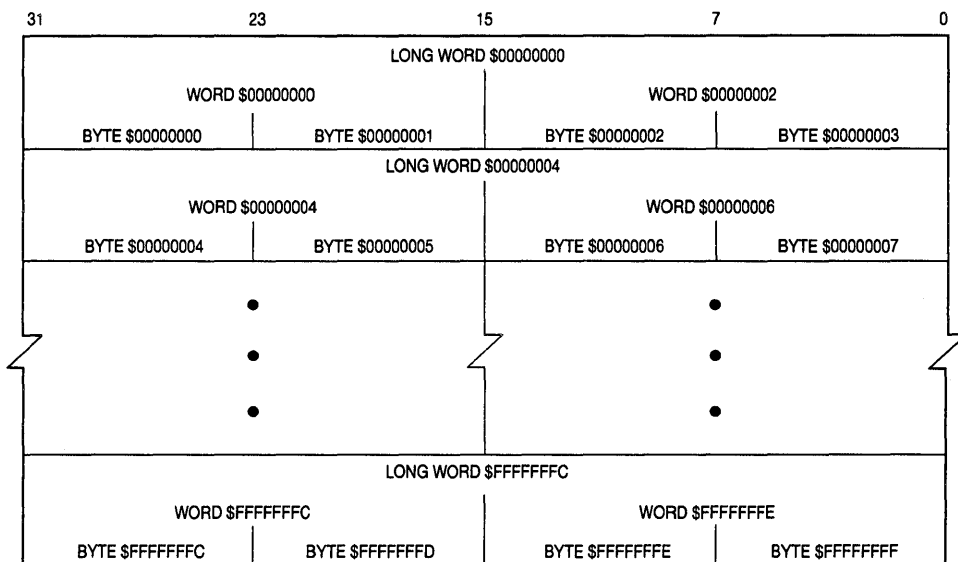 31 23 15 7 0
LONG WORD $00000000
WORD $00000000 WORD $00000002
BYTE $00000000 BYTE $00000001 BYTE $00000002 BYTE $00000003
LONG WORD $00000004
WORD $00000004 WORD $00000006
BYTE $00000004 BYTE $00000005 BYTE $00000006 BYTE $00000007
LONG WORD $FFFFFFFC
WORD $FFFFFFFC WORD $FFFFFFFE
BYTE $FFFFFFFC BYTE $FFFFFFFD BYTE $FFFFFFFE BYTE $FFFFFFFF